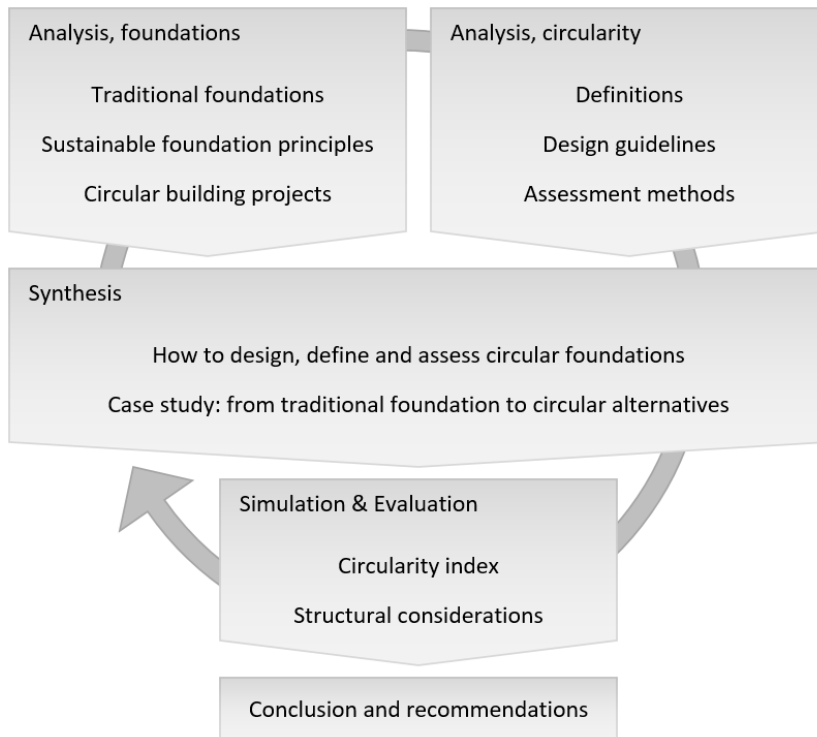 Analysis, foundations
Traditional foundations
Sustainable foundation principles
Circular building projects
Analysis, circularity
Definitions
Design guidelines
Assessment methods
Synthesis
How to design, define and assess circular foundations
Case study: from traditional foundation to circular alternatives
Simulation & Evaluation
Circularity index
Structural considerations
Conclusion and recommendations